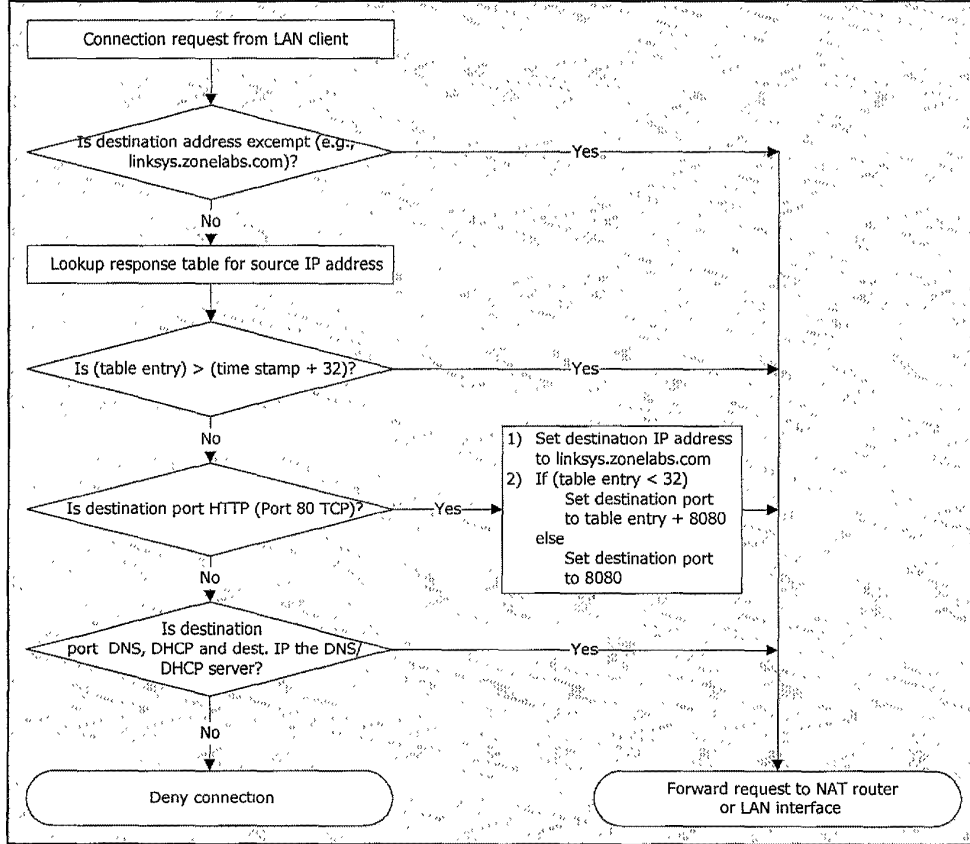 Connection request from LAN client
Is destination address excempt (e.g.,
linksys.zonelabs.com)?
Yes
No
Lookup response table for source IP address
Is (table entry) > (time stamp + 32)?
Yes
No
Is destination port HTTP (Port 80 TCP)?
Yes
1) Set destination IP address
to linksys.zonelabs.com
2) If (table entry < 32)
Set destination port
to table entry + 8080
else
Set destination port
to 8080
No
Is destination
port DNS, DHCP and dest. IP the DNS/
DHCP server?
Yes
No
Deny connection
Forward request to NAT router
or LAN interface